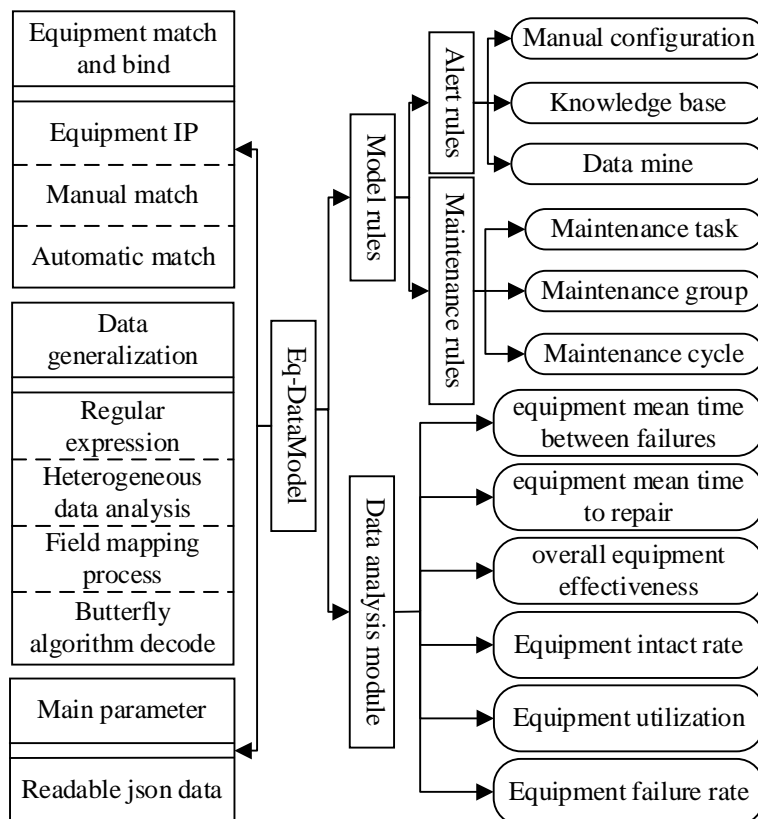 Equipment match
and bind
Equipment IP
Manual match
Automatic match
Data
generalization
Regular
expression
Heterogeneous
data analysis
Field mapping
process
Butterfly
algorithm decode
Main parameter
Readable json data
Eq-DataModel
Model rules
Data analysis module
Alert rules
Maintenance rules
Manual configuration
Knowledge base
Data mine
Maintenance task
Maintenance group
Maintenance cycle
equipment mean time
between failures
equipment mean time
to repair
overall equipment
effectiveness
Equipment intact rate
Equipment utilization
Equipment failure rate